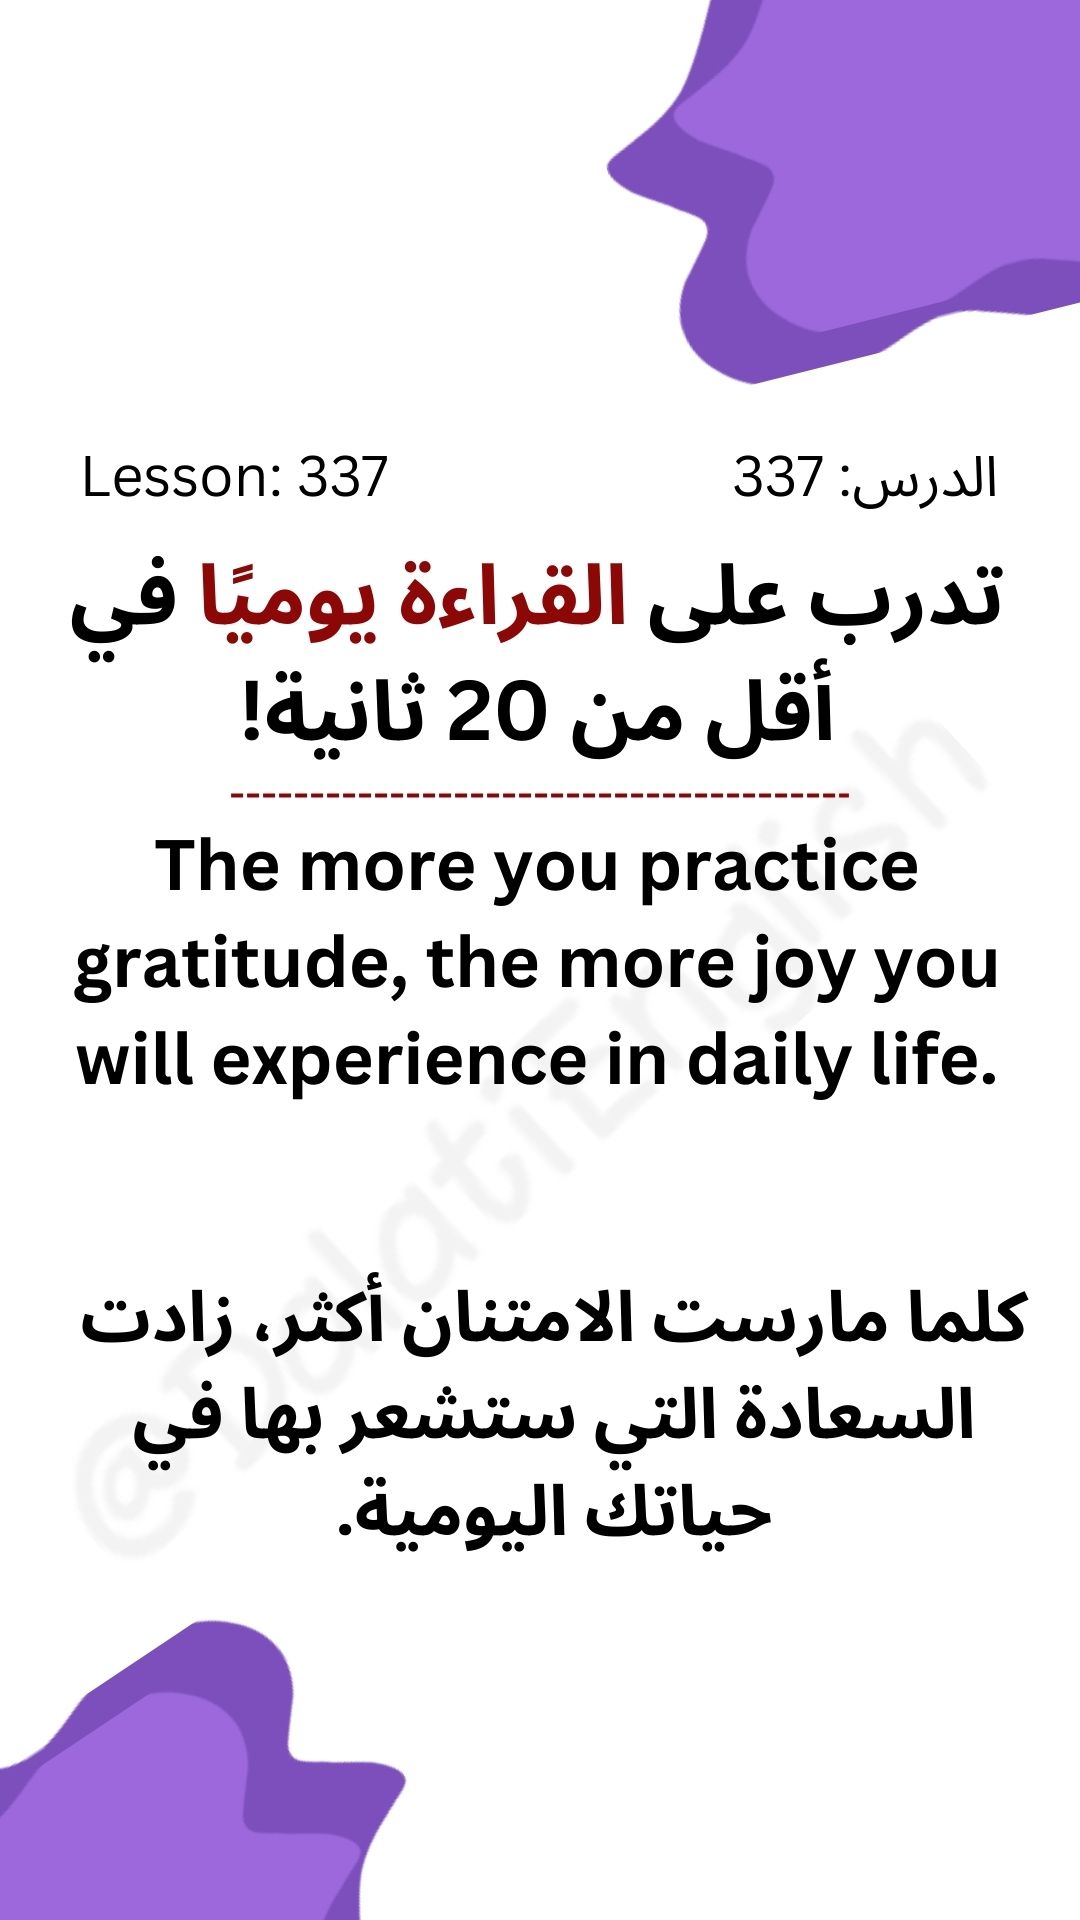 Lesson: 337
الدرس: 337
تدرب على القراءة يوميًا في
أقل من 20 ثانية!
--------------------------------------
The more you practice
gratitude, the more joy you
will experience in daily life.
كلما مارست الامتنان أكثر، زادت
السعادة التي ستشعر بها في
حياتك اليومية.
@DalatiEnglish